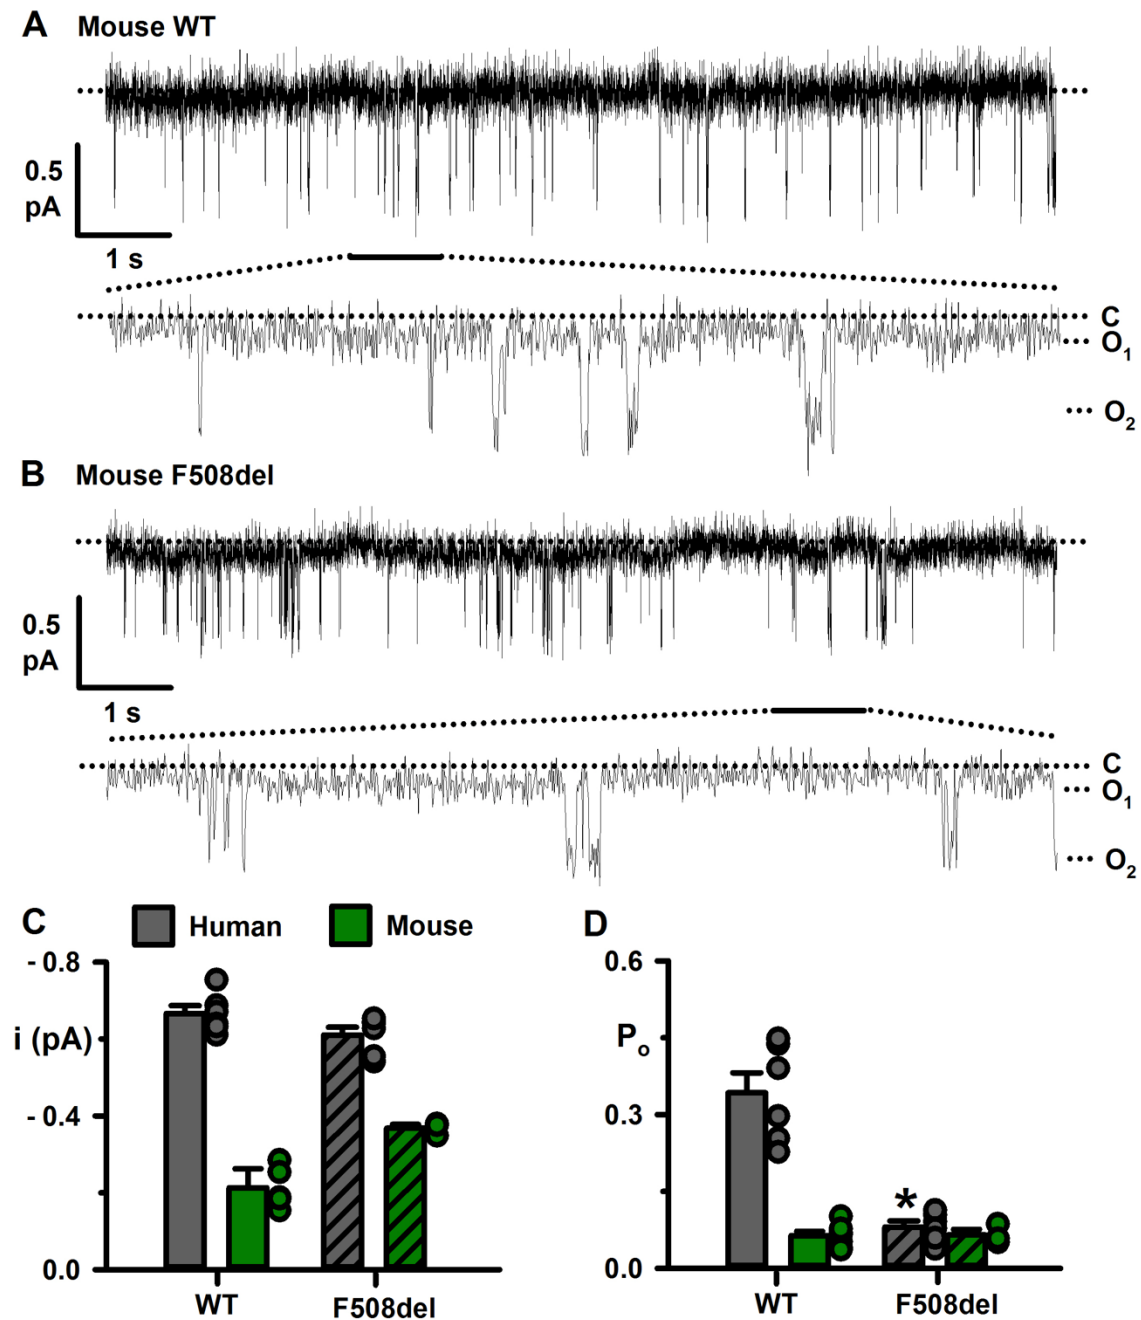 A Mouse WT
0.5
pA
1 s
C
O1
O2
B Mouse F508del
0.5
pA
1 s
C
O1
O2
C Human Mouse
- 0.8
i (pA)
- 0.4
0.0
WT F508del
D
0.6
Po
0.3
*
0.0
WT F508del